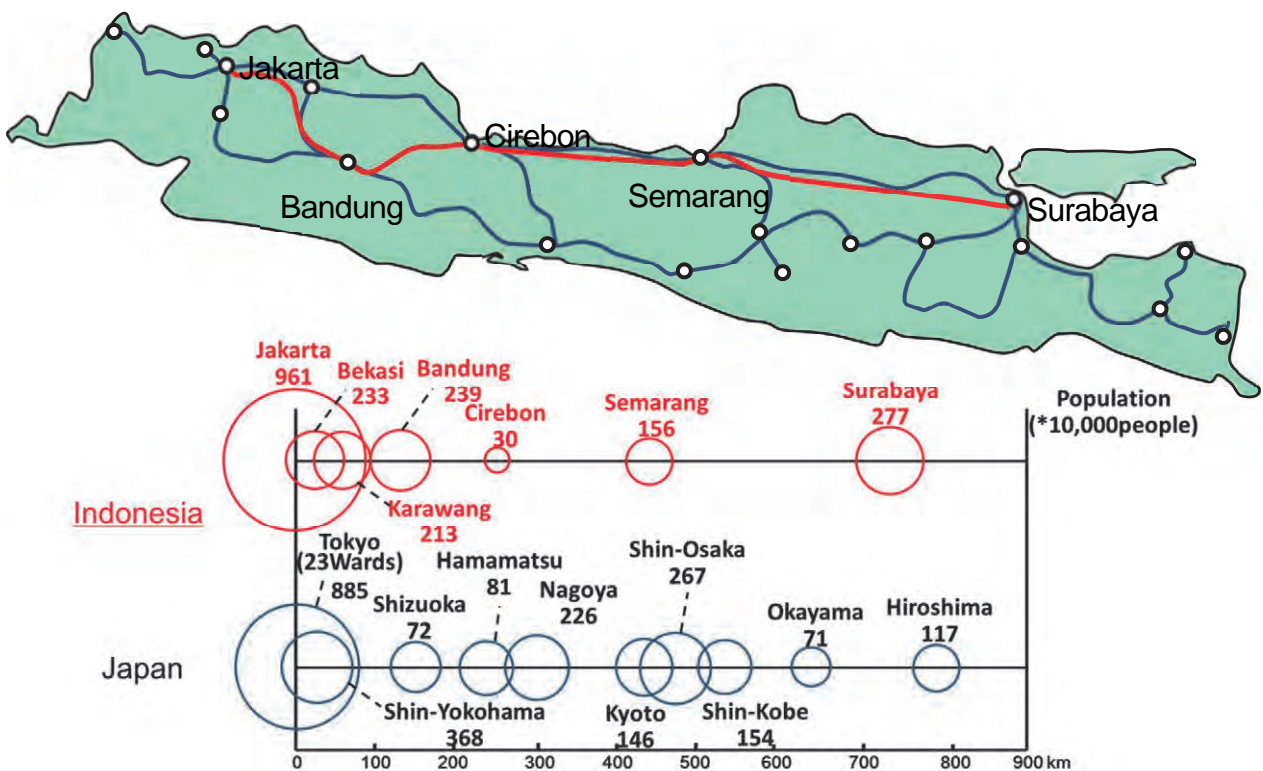 Jakarta
Cirebon
Bandung
Semarang
Surabaya
Jakarta
961
Bekasi
233
Bandung
239
Cirebon
30
Semarang
156
Surabaya
277
Population
(*10,000people)
Karawang
213
Indonesia
Tokyo
(23Wards)
885
Shizuoka
72
Hamamatsu
81
Nagoya
226
Shin-Osaka
267
Okayama
71
Hiroshima
117
Japan
Shin-Yokohama
368
Kyoto
146
Shin-Kobe
154
0 100 200 300 400 500 600 700 800 900 km